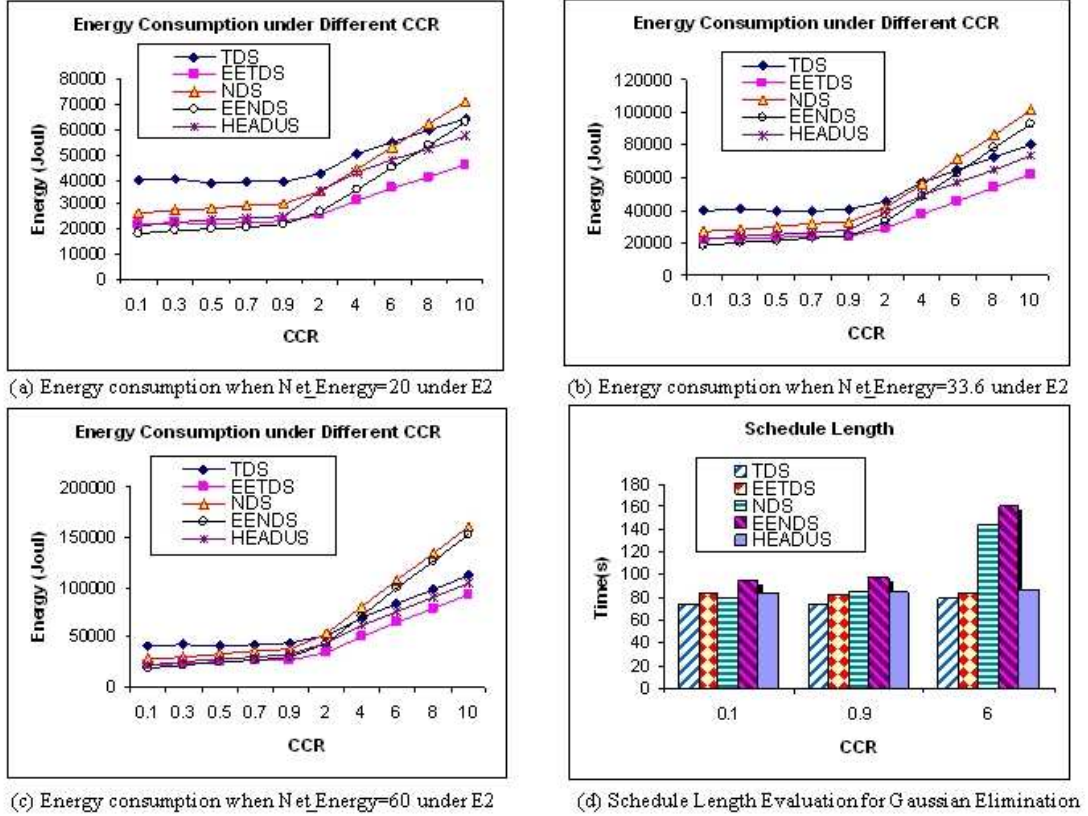 Energy Consumption under Different CCR
TDS
EETDS
NDS
EENDS
HEADUS
Energy (Joul)
80000
70000
60000
50000
40000
30000
20000
10000
0
0.1 0.3 0.5 0.7 0.9 2 4 6 8 10
CCR
(a) Energy consumption when Net_Energy=20 under E2
Energy Consumption under Different CCR
TDS
EETDS
NDS
EENDS
HEADUS
Energy (Joul)
120000
100000
80000
60000
40000
20000
0
0.1 0.3 0.5 0.7 0.9 2 4 6 8 10
CCR
(b) Energy consumption when Net_Energy=33.6 under E2
Energy Consumption under Different CCR
TDS
EETDS
NDS
EENDS
HEADUS
Energy (Joul)
200000
150000
100000
50000
0
0.1 0.3 0.5 0.7 0.9 2 4 6 8 10
CCR
(c) Energy consumption when Net_Energy=60 under E2
Schedule Length
TDS
EETDS
NDS
EENDS
HEADUS
Time(s)
180
160
140
120
100
80
60
40
20
0
0.1 0.9 6
CCR
(d) Schedule Length Evaluation for Gaussian Elimination